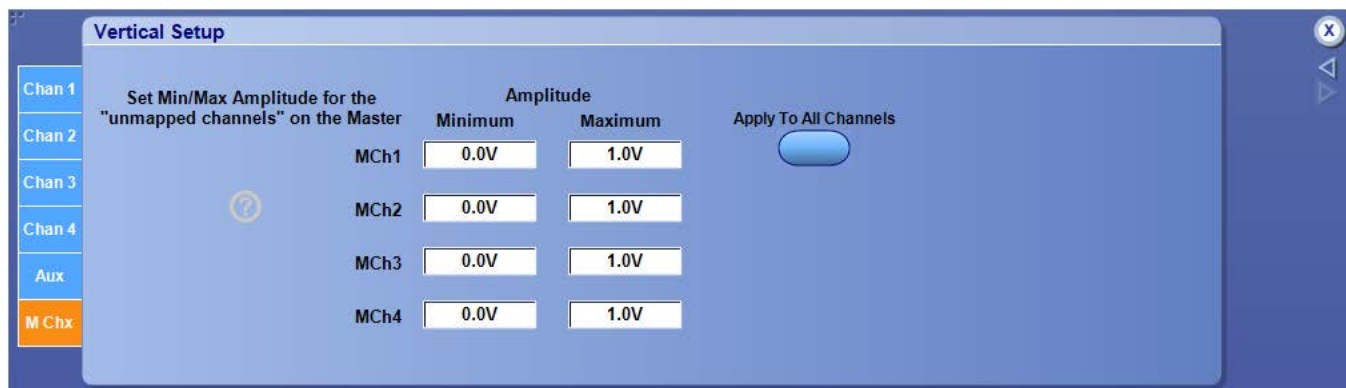 Vertical Setup
X
Chan 1
Chan 2
Chan 3
Chan 4
Aux
M Chx
Set Min/Max Amplitude for the
"unmapped channels" on the Master
Amplitude
Minimum Maximum
Apply To All Channels
MCh1 0.0V 1.0V
?
MCh2 0.0V 1.0V
MCh3 0.0V 1.0V
MCh4 0.0V 1.0V